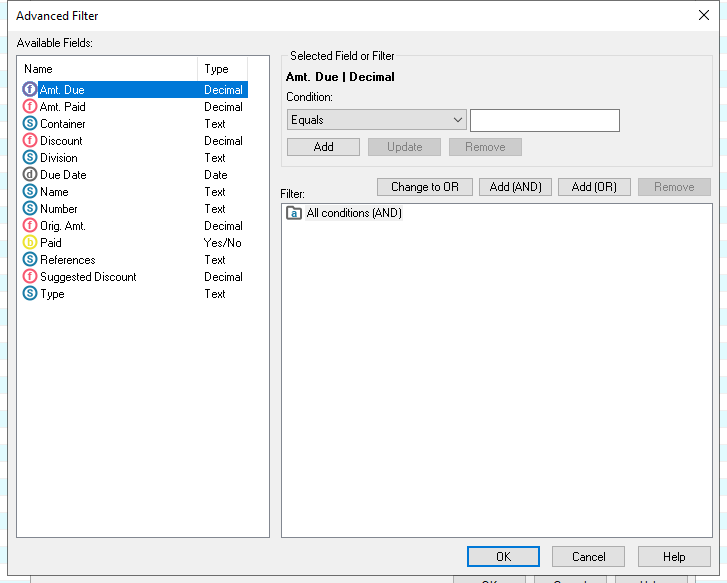 Advanced Filter
Available Fields:
Name Type
f Amt. Due Decimal
f Amt. Paid Decimal
S Container Text
f Discount Decimal
S Division Text
d Due Date Date
S Name Text
S Number Text
f Orig. Amt. Decimal
b Paid Yes/No
S References Text
f Suggested Discount Decimal
S Type Text
Selected Field or Filter
Amt. Due | Decimal
Condition:
Equals
Add Update Remove
Filter:
Change to OR Add (AND) Add (OR) Remove
a All conditions (AND)
OK Cancel Help